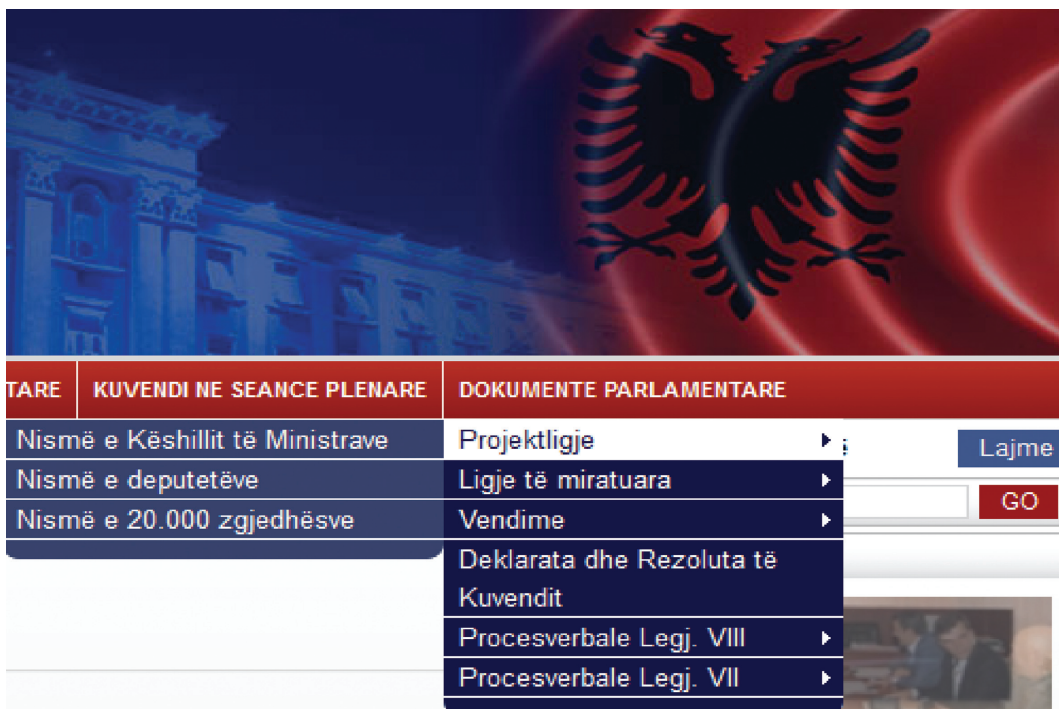 TARE
KUVENDI NE SEANCE PLENARE
DOKUMENTE PARLAMENTARE
Nismë e Këshillit të Ministrave
Nismë e deputetëve
Nismë e 20.000 zgjedhësve
Projektligje
Ligje të miratuara
Vendime
Deklarata dhe Rezoluta të
Kuvendit
Procesverbale Legj. VIII
Procesverbale Legj. VII
Lajme
GO